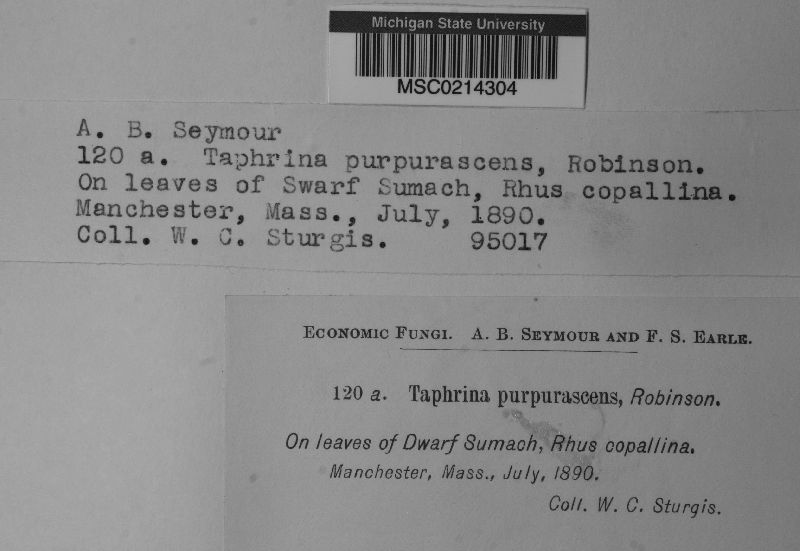 Michigan State University
MSC0214304
A. B. Seymour
120 a. Taphrina purpurascens, Robinson.
On leaves of Swarf Sumach, Rhus copallina.
Manchester, Mass., July, 1890.
Coll. W. C. Sturgis. 95017
ECONOMIC FUNGI. A. B. SEYMOUR AND F. S. EARLE.
120 a. Taphrina purpurascens, Robinson.
On leaves of Dwarf Sumach, Rhus copallina.
Manchester, Mass., July, 1890.
Coll. W. C. Sturgis.